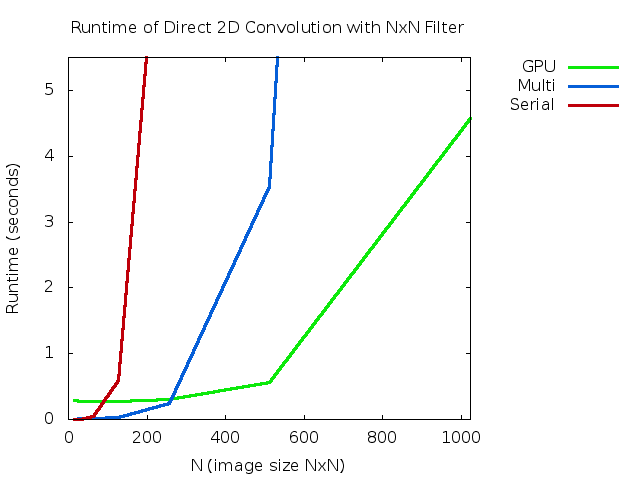 Runtime of Direct 2D Convolution with NxN Filter
GPU
Multi
Serial
Runtime (seconds)
5
4
3
2
1
0
0 200 400 600 800 1000
N (image size NxN)